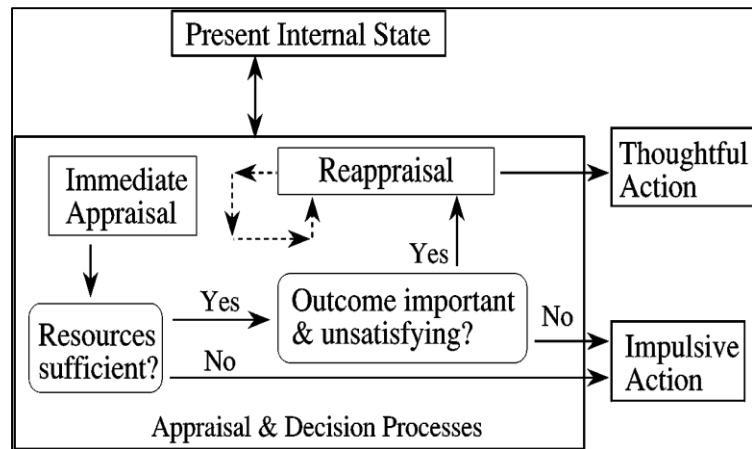 Present Internal State
Immediate
Appraisal
Reappraisal
Thoughtful
Action
Yes
Resources
sufficient?
Yes
No
Outcome important
& unsatisfying?
No
Impulsive
Action
Appraisal & Decision Processes